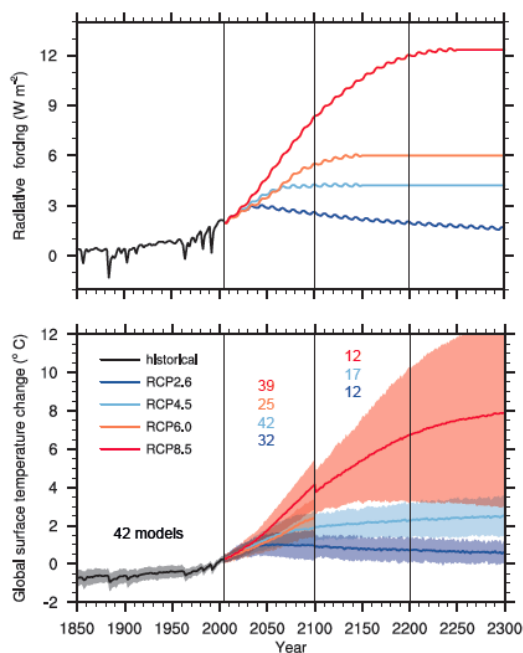 Radiative forcing (W m⁻²)
12
9
6
3
0
Global surface temperature change (° C)
12
10
8
6
4
2
0
−2
historical
RCP2.6
RCP4.5
RCP6.0
RCP8.5
39
25
42
32
12
17
12
42 models
1850 1900 1950 2000 2050 2100 2150 2200 2250 2300
Year